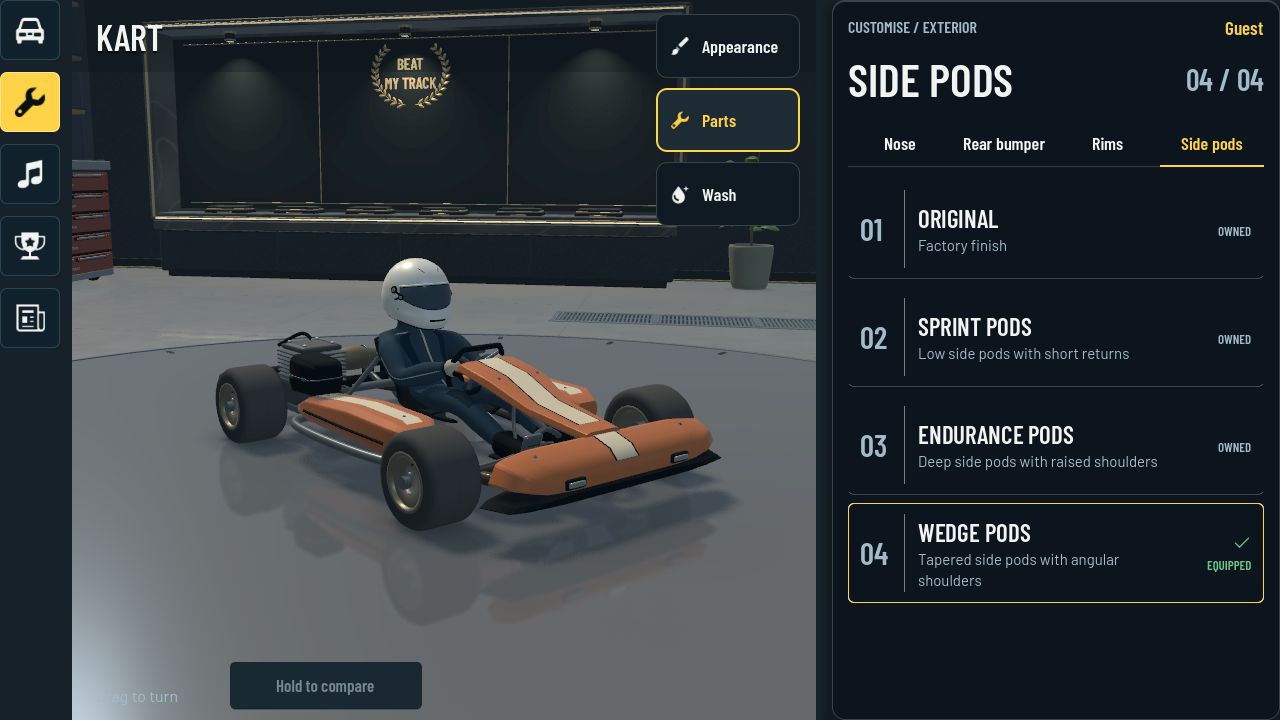 KART
BEAT
MY TRACK
Appearance
Parts
Wash
Hold to compare
rag to turn
CUSTOMISE / EXTERIOR
Guest
SIDE PODS
04 / 04
Nose
Rear bumper
Rims
Side pods
01
ORIGINAL
Factory finish
OWNED
02
SPRINT PODS
Low side pods with short returns
OWNED
03
ENDURANCE PODS
Deep side pods with raised shoulders
OWNED
04
WEDGE PODS
Tapered side pods with angular
shoulders
EQUIPPED